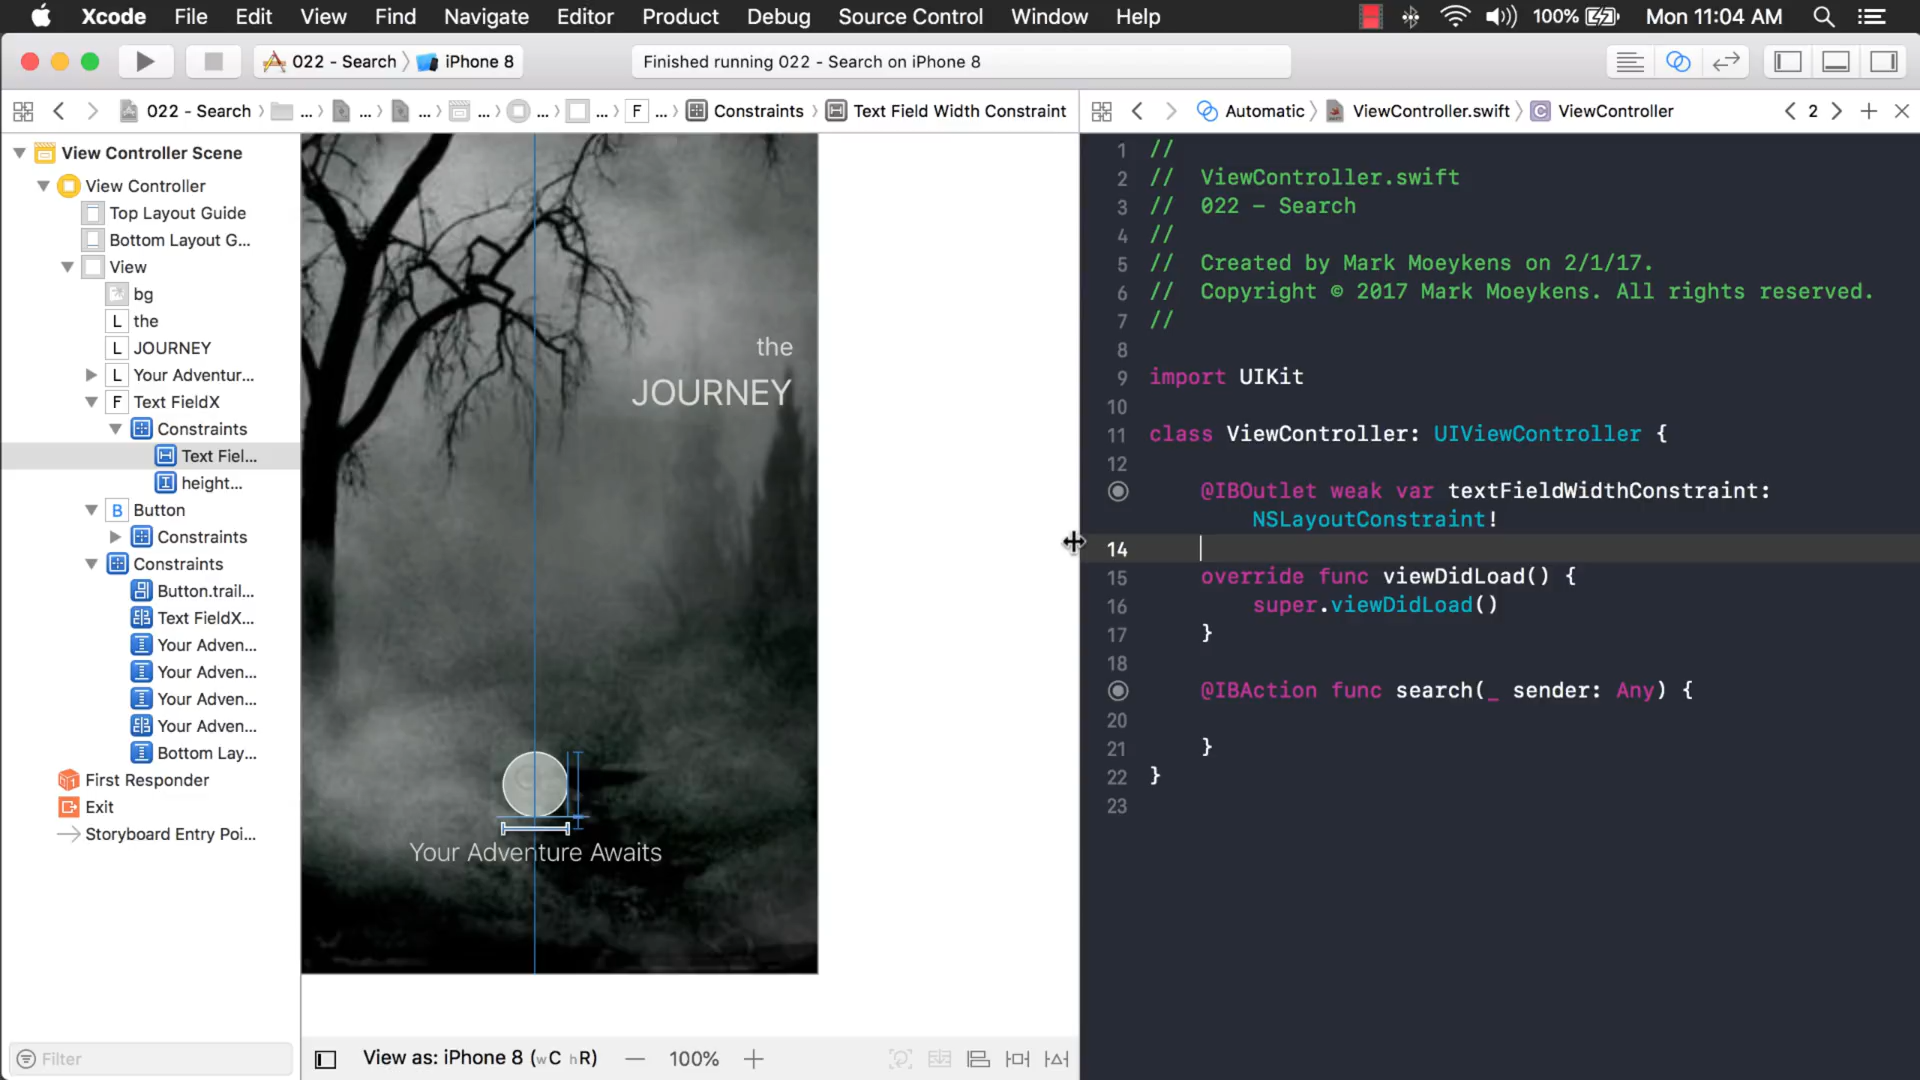 Xcode File Edit View Find Navigate Editor Product Debug Source Control Window Help 100% Mon 11:04 AM
022 - Search iPhone 8 Finished running 022 - Search on iPhone 8
022 - Search ... ... ... ... ... ... F ... Constraints Text Field Width Constraint
Automatic ViewController.swift C ViewController 2
View Controller Scene
View Controller
Top Layout Guide
Bottom Layout G...
View
bg
L the
L JOURNEY
L Your Adventur...
F Text FieldX
Constraints
Text Fiel...
height...
B Button
Constraints
Constraints
Button.trail...
Text FieldX...
Your Adven...
Your Adven...
Your Adven...
Your Adven...
Bottom Lay...
First Responder
Exit
Storyboard Entry Poi...
Filter
the
JOURNEY
Your Adventure Awaits
View as: iPhone 8 (wC hR) — 100% +
1 //
2 //  ViewController.swift
3 //  022 - Search
4 //
5 //  Created by Mark Moeykens on 2/1/17.
6 //  Copyright © 2017 Mark Moeykens. All rights reserved.
7 //
8
9 import UIKit
10
11 class ViewController: UIViewController {
12
@IBOutlet weak var textFieldWidthConstraint:
NSLayoutConstraint!
14
15 override func viewDidLoad() {
16 super.viewDidLoad()
17 }
18
@IBAction func search(_ sender: Any) {
20
21 }
22 }
23